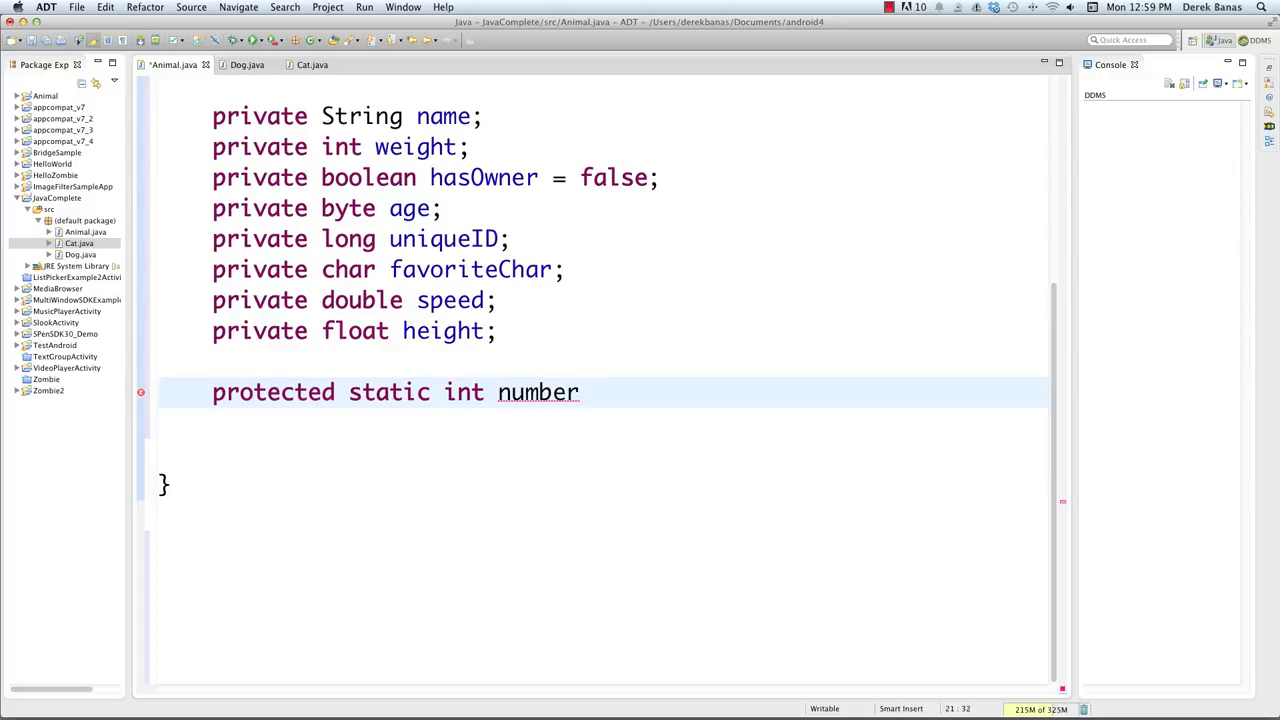 ADT File Edit Refactor Source Navigate Search Project Run Window Help 10 Mon 12:59 PM Derek Banas
Java – JavaComplete/src/Animal.java – ADT – /Users/derekbanas/Documents/android4
Quick Access Java DDMS
Package Exp
*Animal.java Dog.java Cat.java
Console
DDMS
Animal
appcompat_v7
appcompat_v7_2
appcompat_v7_3
appcompat_v7_4
BridgeSample
HelloWorld
HelloZombie
ImageFilterSampleApp
JavaComplete
src
(default package)
Animal.java
Cat.java
Dog.java
JRE System Library [Ja
ListPickerExample2Activi
MediaBrowser
MultiWindowSDKExample
MusicPlayerActivity
SlookActivity
SPenSDK30_Demo
TestAndroid
TextGroupActivity
VideoPlayerActivity
Zombie
Zombie2
private String name;
private int weight;
private boolean hasOwner = false;
private byte age;
private long uniqueID;
private char favoriteChar;
private double speed;
private float height;
protected static int number
}
Writable Smart Insert 21 : 32 215M of 325M